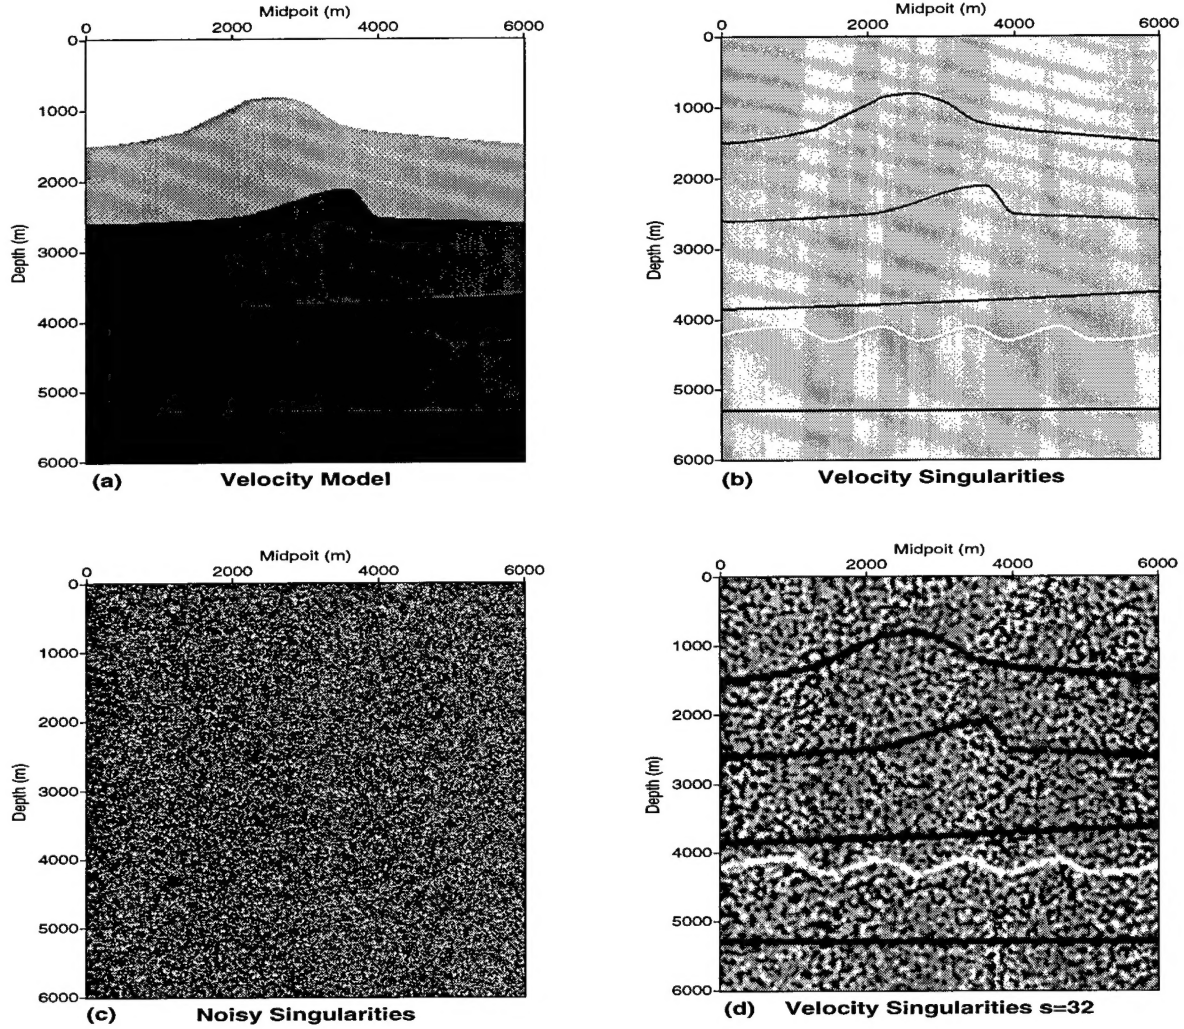 Midpoit (m)
0 2000 4000 6000
0
1000
2000
3000
4000
5000
6000
Depth (m)
(a) Velocity Model
Midpoit (m)
0 2000 4000 6000
0
1000
2000
3000
4000
5000
6000
Depth (m)
(b) Velocity Singularities
Midpoit (m)
0 2000 4000 6000
0
1000
2000
3000
4000
5000
6000
Depth (m)
(c) Noisy Singularities
Midpoit (m)
0 2000 4000 6000
0
1000
2000
3000
4000
5000
6000
Depth (m)
(d) Velocity Singularities s=32